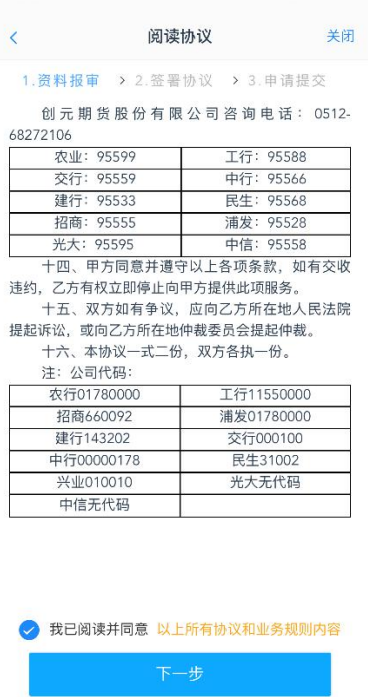 阅读协议 关闭
1.资料报审 > 2.签署协议 > 3.申请提交
创元期货股份有限公司咨询电话：0512-
68272106
农业：95599 工行：95588
交行：95559 中行：95566
建行：95533 民生：95568
招商：95555 浦发：95528
光大：95595 中信：95558
十四、甲方同意并遵守以上各项条款，如有交收
违约，乙方有权立即停止向甲方提供此项服务。
十五、双方如有争议，应向乙方所在地人民法院
提起诉讼，或向乙方所在地仲裁委员会提起仲裁。
十六、本协议一式二份，双方各执一份。
注：公司代码：
农行01780000 工行11550000
招商660092 浦发01780000
建行143202 交行000100
中行00000178 民生31002
兴业010010 光大无代码
中信无代码
我已阅读并同意 以上所有协议和业务规则内容
下一步